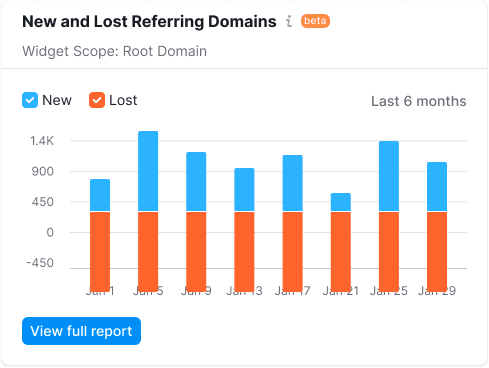 New and Lost Referring Domains i beta
Widget Scope: Root Domain
New Lost Last 6 months
1.4K
900
450
0
-450
Jan 1 Jan 5 Jan 9 Jan 13 Jan 17 Jan 21 Jan 25 Jan 29
View full report